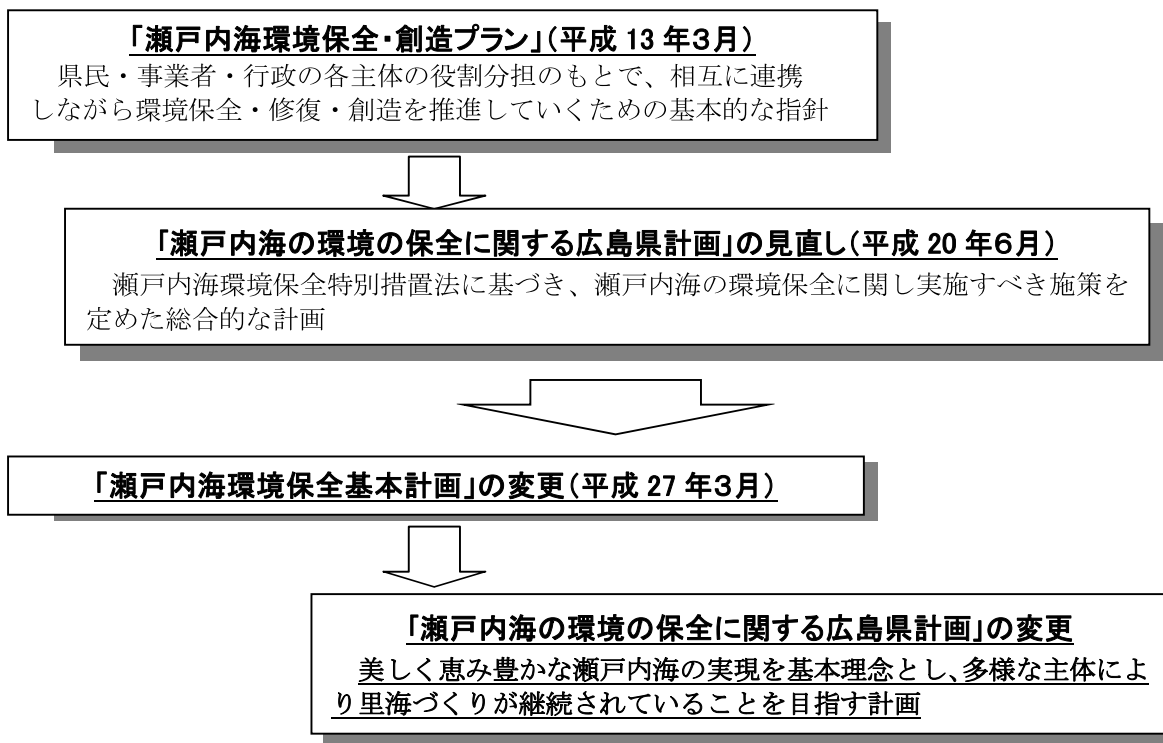 「瀬戸内海環境保全・創造プラン」(平成 13 年3月)
県民・事業者・行政の各主体の役割分担のもとで、相互に連携
しながら環境保全・修復・創造を推進していくための基本的な指針
「瀬戸内海の環境の保全に関する広島県計画」の見直し(平成 20 年6月)
瀬戸内海環境保全特別措置法に基づき、瀬戸内海の環境保全に関し実施すべき施策を
定めた総合的な計画
「瀬戸内海環境保全基本計画」の変更(平成 27 年3月)
「瀬戸内海の環境の保全に関する広島県計画」の変更
美しく恵み豊かな瀬戸内海の実現を基本理念とし、多様な主体によ
り里海づくりが継続されていることを目指す計画